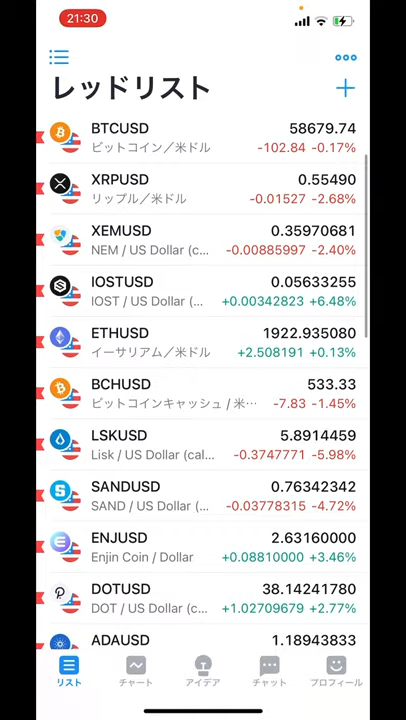 21:30
レッドリスト
BTCUSD 58679.74
ビットコイン／米ドル -102.84 -0.17%
XRPUSD 0.55490
リップル／米ドル -0.01527 -2.68%
XEMUSD 0.35970681
NEM / US Dollar (c... -0.00885997 -2.40%
IOSTUSD 0.05633255
IOST / US Dollar (... +0.00342823 +6.48%
ETHUSD 1922.935080
イーサリアム／米ドル +2.508191 +0.13%
BCHUSD 533.33
ビットコインキャッシュ / 米... -7.83 -1.45%
LSKUSD 5.8914459
Lisk / US Dollar (cal... -0.3747771 -5.98%
SANDUSD 0.76342342
SAND / US Dollar (... -0.03778315 -4.72%
ENJUSD 2.63160000
Enjin Coin / Dollar +0.08810000 +3.46%
DOTUSD 38.14241780
DOT / US Dollar (c... +1.02709679 +2.77%
ADAUSD 1.18943833
リスト チャート アイデア チャット プロフィール